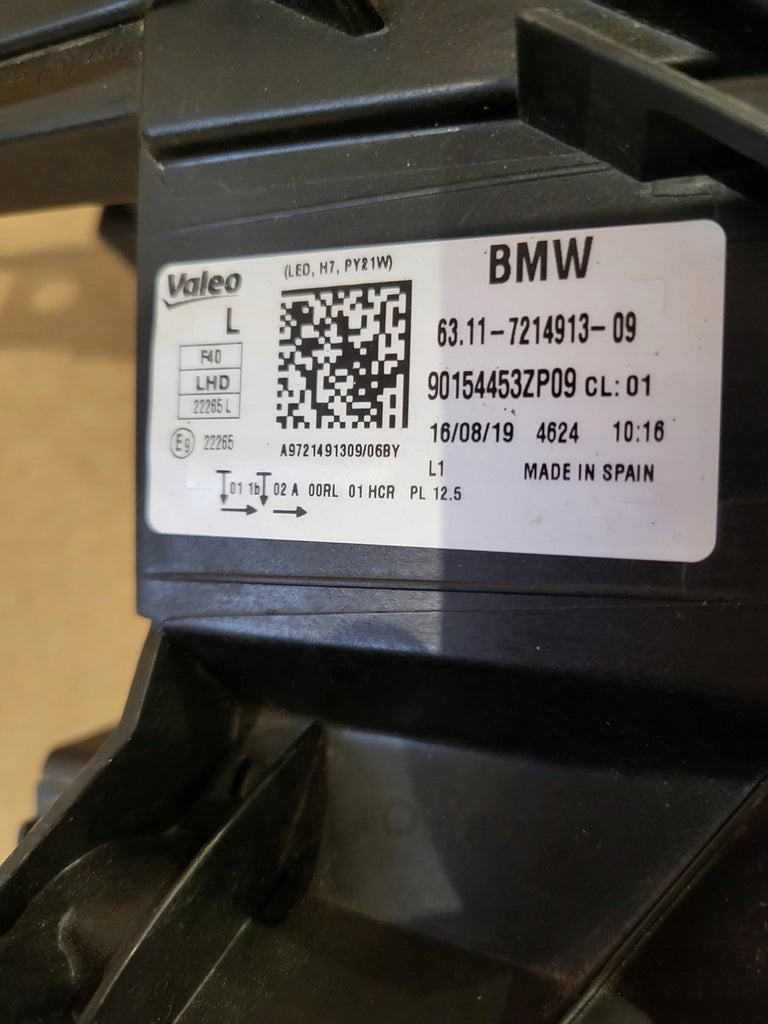 Valeo
(LED, H7, PY21W)
BMW
L
63.11-7214913-09
F40
LHD
22265 L
90154453ZP09 CL: 01
E9 22265
A9721491309/06BY
16/08/19 4624 10:16
L1 MADE IN SPAIN
01 1b 02 A 00RL 01 HCR PL 12.5